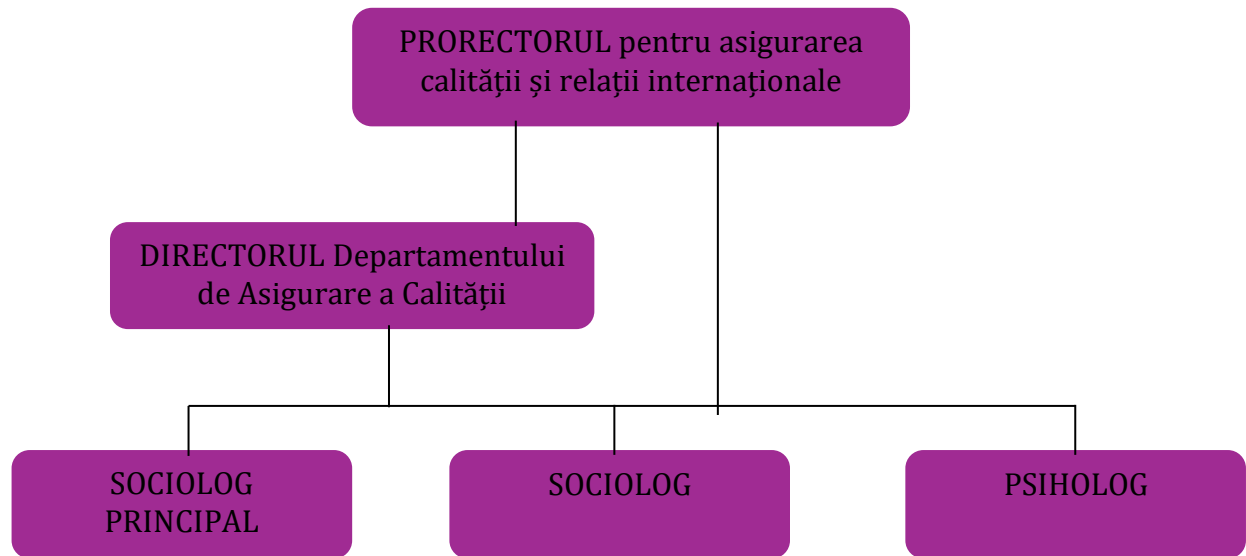 PRORECTORUL pentru asigurarea
calității și relații internaționale
DIRECTORUL Departamentului
de Asigurare a Calității
SOCIOLOG
PRINCIPAL
SOCIOLOG
PSIHOLOG